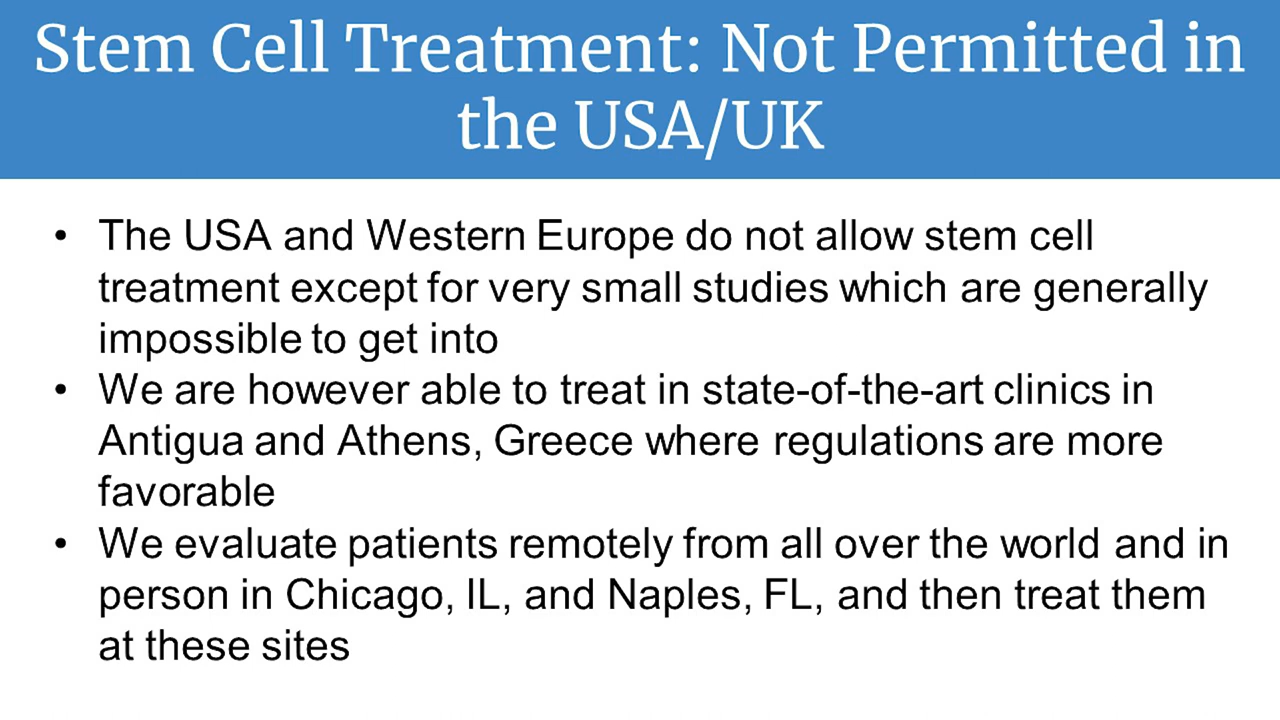 Stem Cell Treatment: Not Permitted in
the USA/UK
• The USA and Western Europe do not allow stem cell
treatment except for very small studies which are generally
impossible to get into
• We are however able to treat in state-of-the-art clinics in
Antigua and Athens, Greece where regulations are more
favorable
• We evaluate patients remotely from all over the world and in
person in Chicago, IL, and Naples, FL, and then treat them
at these sites